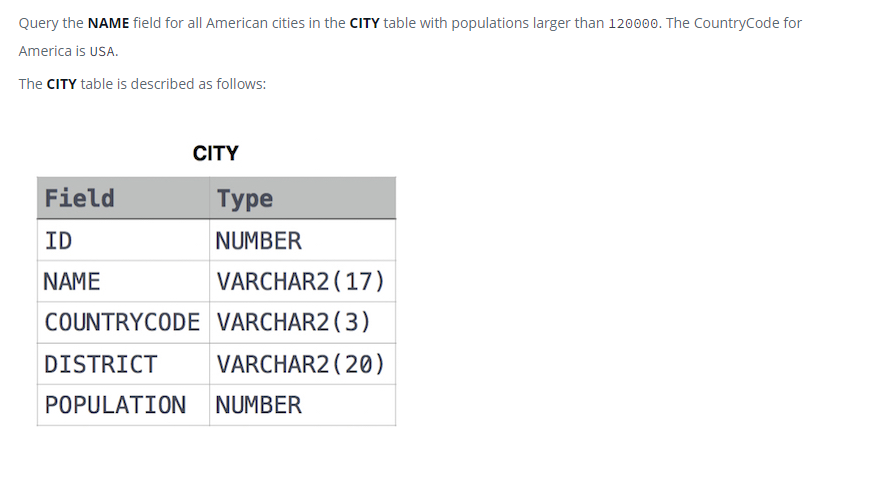 Query the NAME field for all American cities in the CITY table with populations larger than 120000. The CountryCode for
America is USA.
The CITY table is described as follows:
CITY
Field Type
ID NUMBER
NAME VARCHAR2(17)
COUNTRYCODE VARCHAR2(3)
DISTRICT VARCHAR2(20)
POPULATION NUMBER